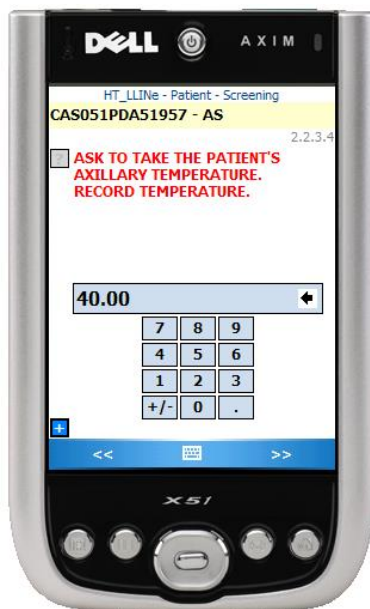 DELL AXIM
HT_LLINe - Patient - Screening
CAS051PDA51957 - AS
2.2.3.4
? ASK TO TAKE THE PATIENT'S
AXILLARY TEMPERATURE.
RECORD TEMPERATURE.
40.00
7 8 9
4 5 6
1 2 3
+/- 0 .
+
<< >>
X51